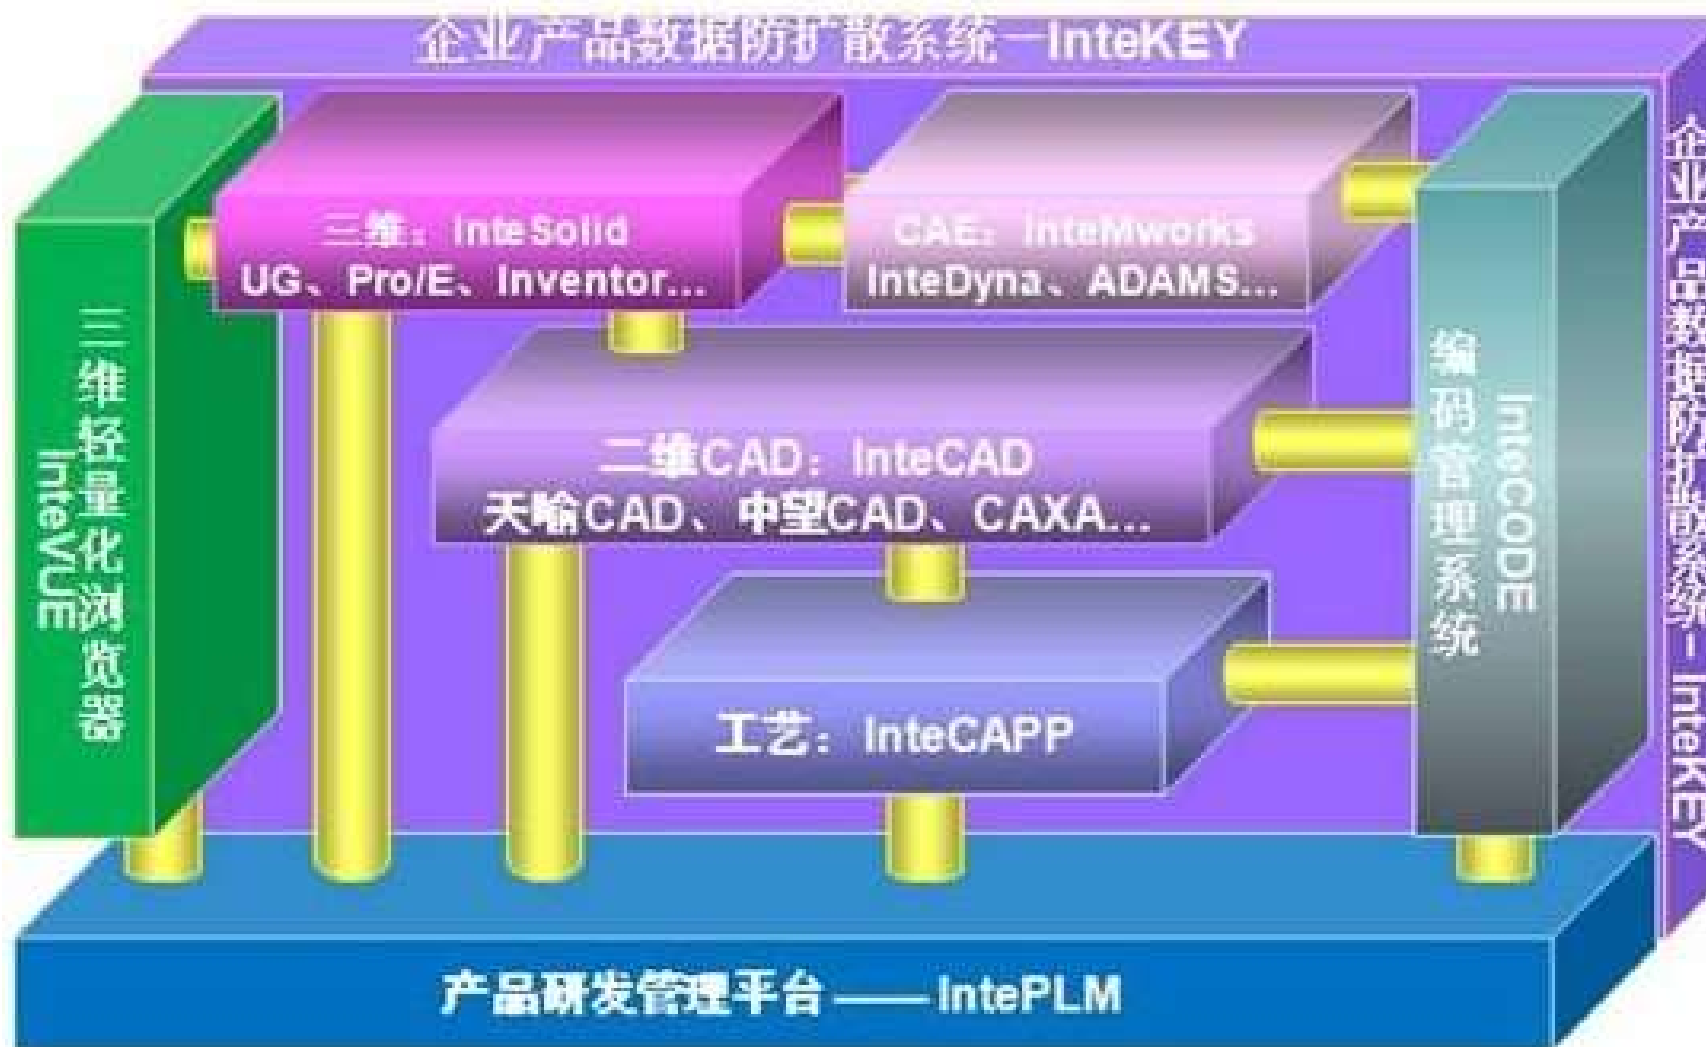 企业产品数据防扩散系统—InteKEY
三维：InteSolid
UG、Pro/E、Inventor...
CAE：InteMworks
InteDyna、ADAMS...
三维轻量化浏览器
InteVUE
二维CAD：InteCAD
天喻CAD、中望CAD、CAXA...
工艺：InteCAPP
编码管理系统
InteCODE
企业产品数据防扩散系统－InteKEY
产品研发管理平台——IntePLM